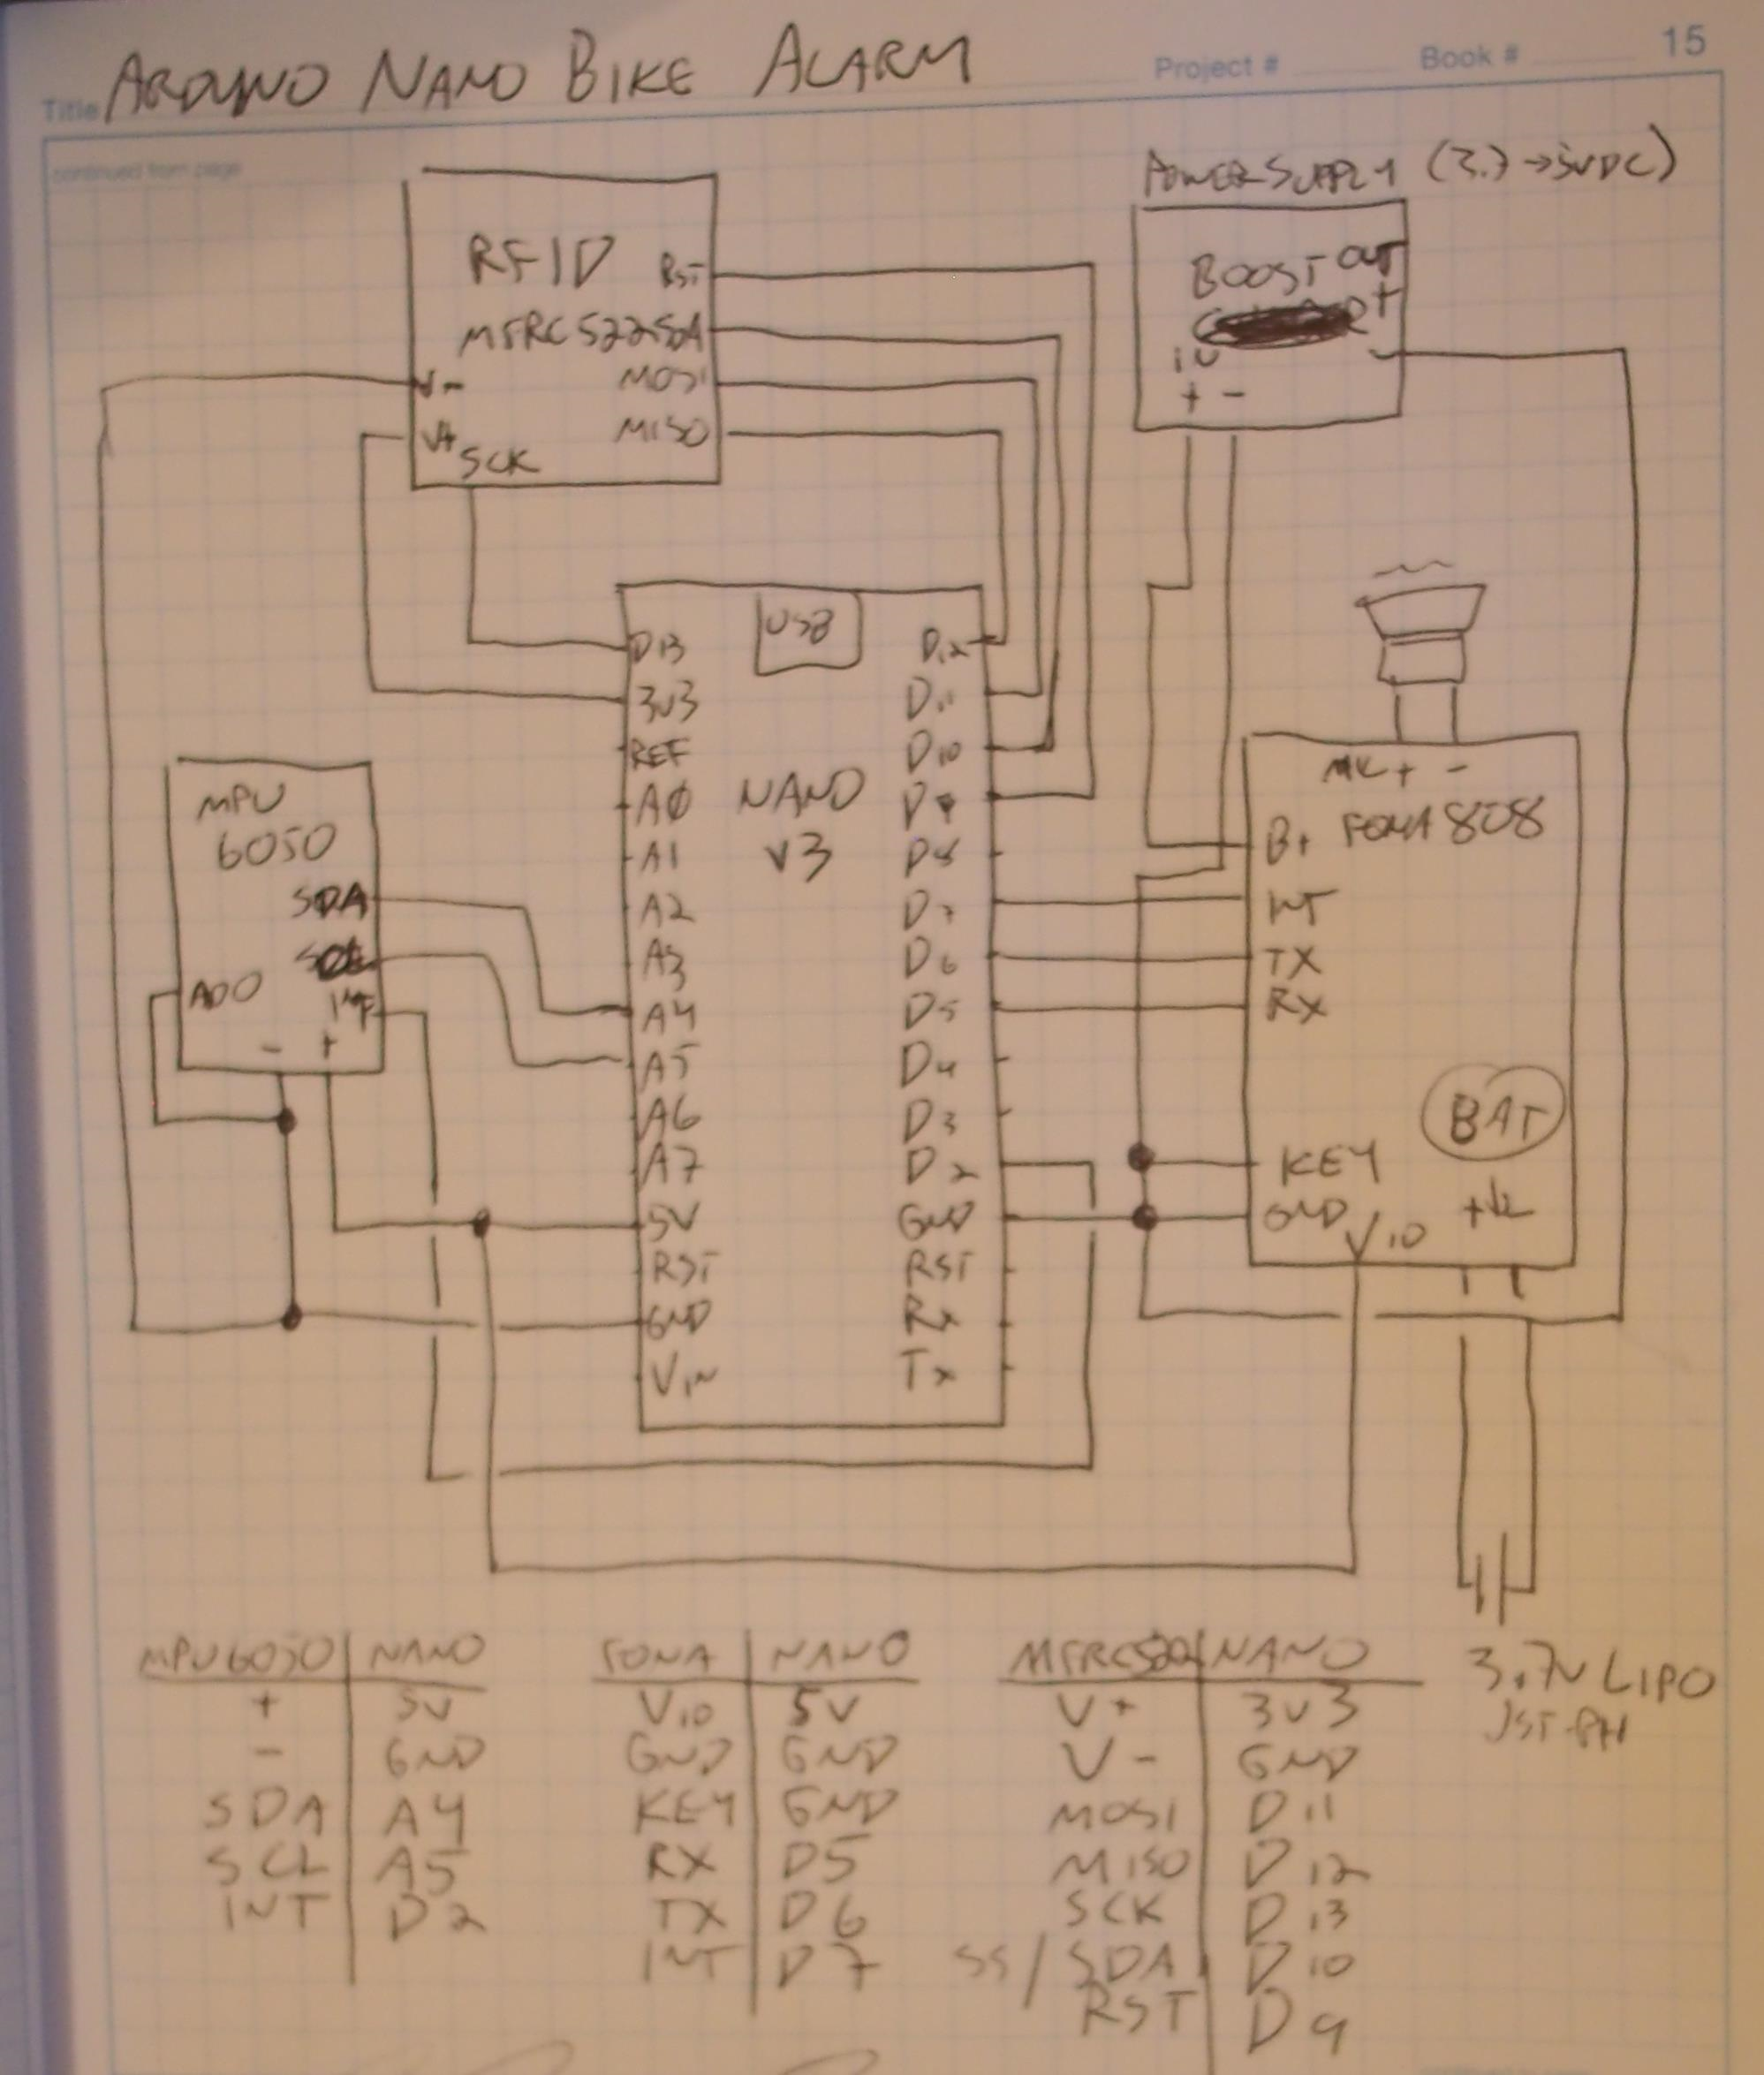 Title ARDUINO NANO BIKE ALARM Project # Book # 15
continued from page
POWER SUPPLY (3.7→5VDC)
RFID RST
MFRC522 SDA
V- MOSI
V+ MISO
SCK
BOOST OUT
+
IN -
+ -
USB
D13 D12
3V3 D11
REF D10
A0 NANO D9
A1 V3 D8
A2 D7
A3 D6
A4 D5
A5 D4
A6 D3
A7 D2
5V GND
RST RST
GND RX
VIN TX
MPU
6050
SDA
SCL
AD0 INT
- +
+ -
FONA 808
B+
INT
TX
RX
BAT
KEY
GND
VIO
3.7V LIPO
JST-PH
MPU6050 NANO
+ 5V
- GND
SDA A4
SCL A5
INT D2
FONA NANO
VIO 5V
GND GND
KEY GND
RX D5
TX D6
INT D7
MFRC522 NANO
V+ 3V3
V- GND
MOSI D11
MISO D12
SCK D13
SS/SDA D10
RST D9